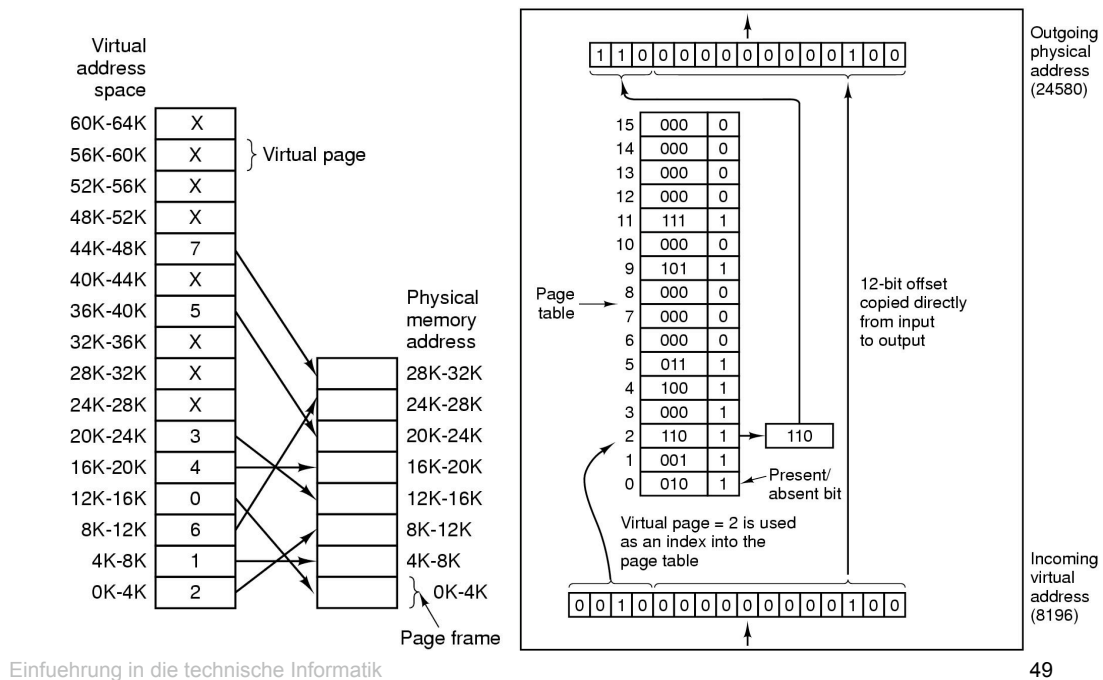 Virtual
address
space
60K-64K X
56K-60K X
Virtual page
52K-56K X
48K-52K X
44K-48K 7
40K-44K X
36K-40K 5
32K-36K X
28K-32K X
24K-28K X
20K-24K 3
16K-20K 4
12K-16K 0
8K-12K 6
4K-8K 1
0K-4K 2
Physical
memory
address
28K-32K
24K-28K
20K-24K
16K-20K
12K-16K
8K-12K
4K-8K
0K-4K
Page frame
1 1 0 0 0 0 0 0 0 0 0 0 1 0 0
Outgoing
physical
address
(24580)
15 000 0
14 000 0
13 000 0
12 000 0
11 111 1
10 000 0
9 101 1
8 000 0
7 000 0
6 000 0
5 011 1
4 100 1
3 000 1
2 110 1
1 001 1
0 010 1
Page
table
110
Present/
absent bit
12-bit offset
copied directly
from input
to output
Virtual page = 2 is used
as an index into the
page table
0 0 1 0 0 0 0 0 0 0 0 0 0 1 0 0
Incoming
virtual
address
(8196)
Einfuehrung in die technische Informatik
49